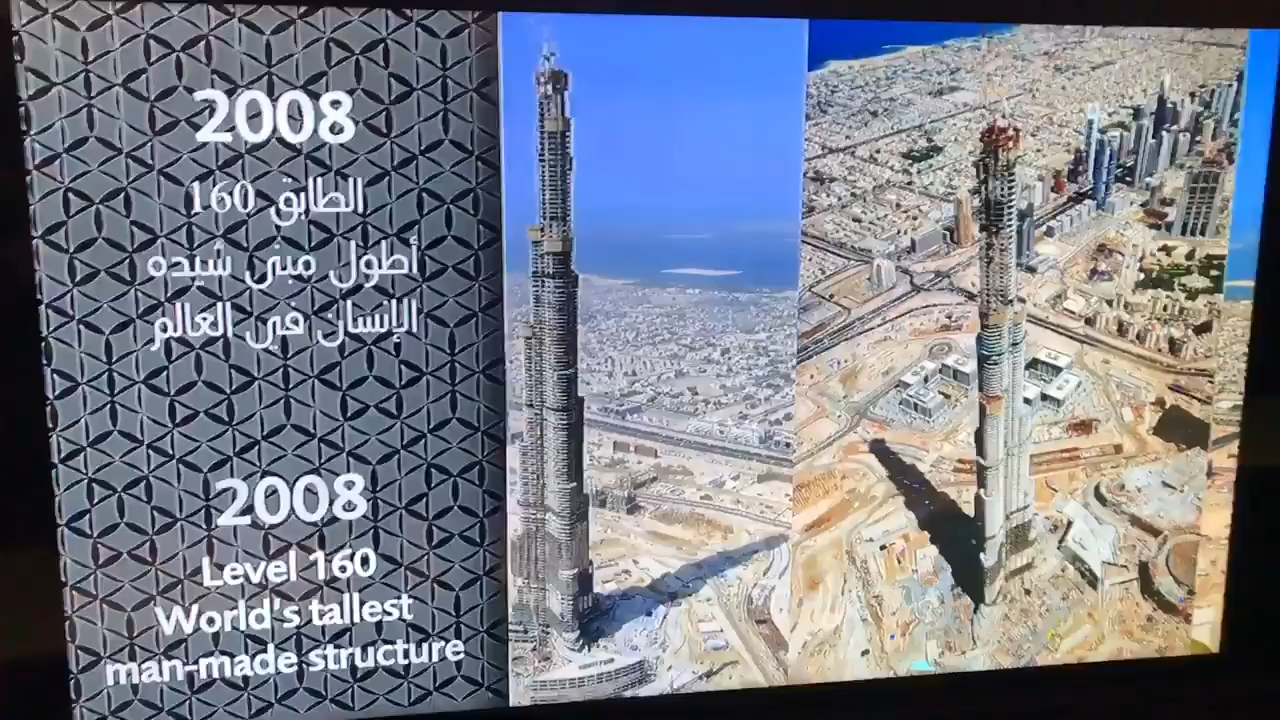 2008
الطابق 160
أطول مبنى شيده
الإنسان في العالم
2008
Level 160
World's tallest
man-made structure